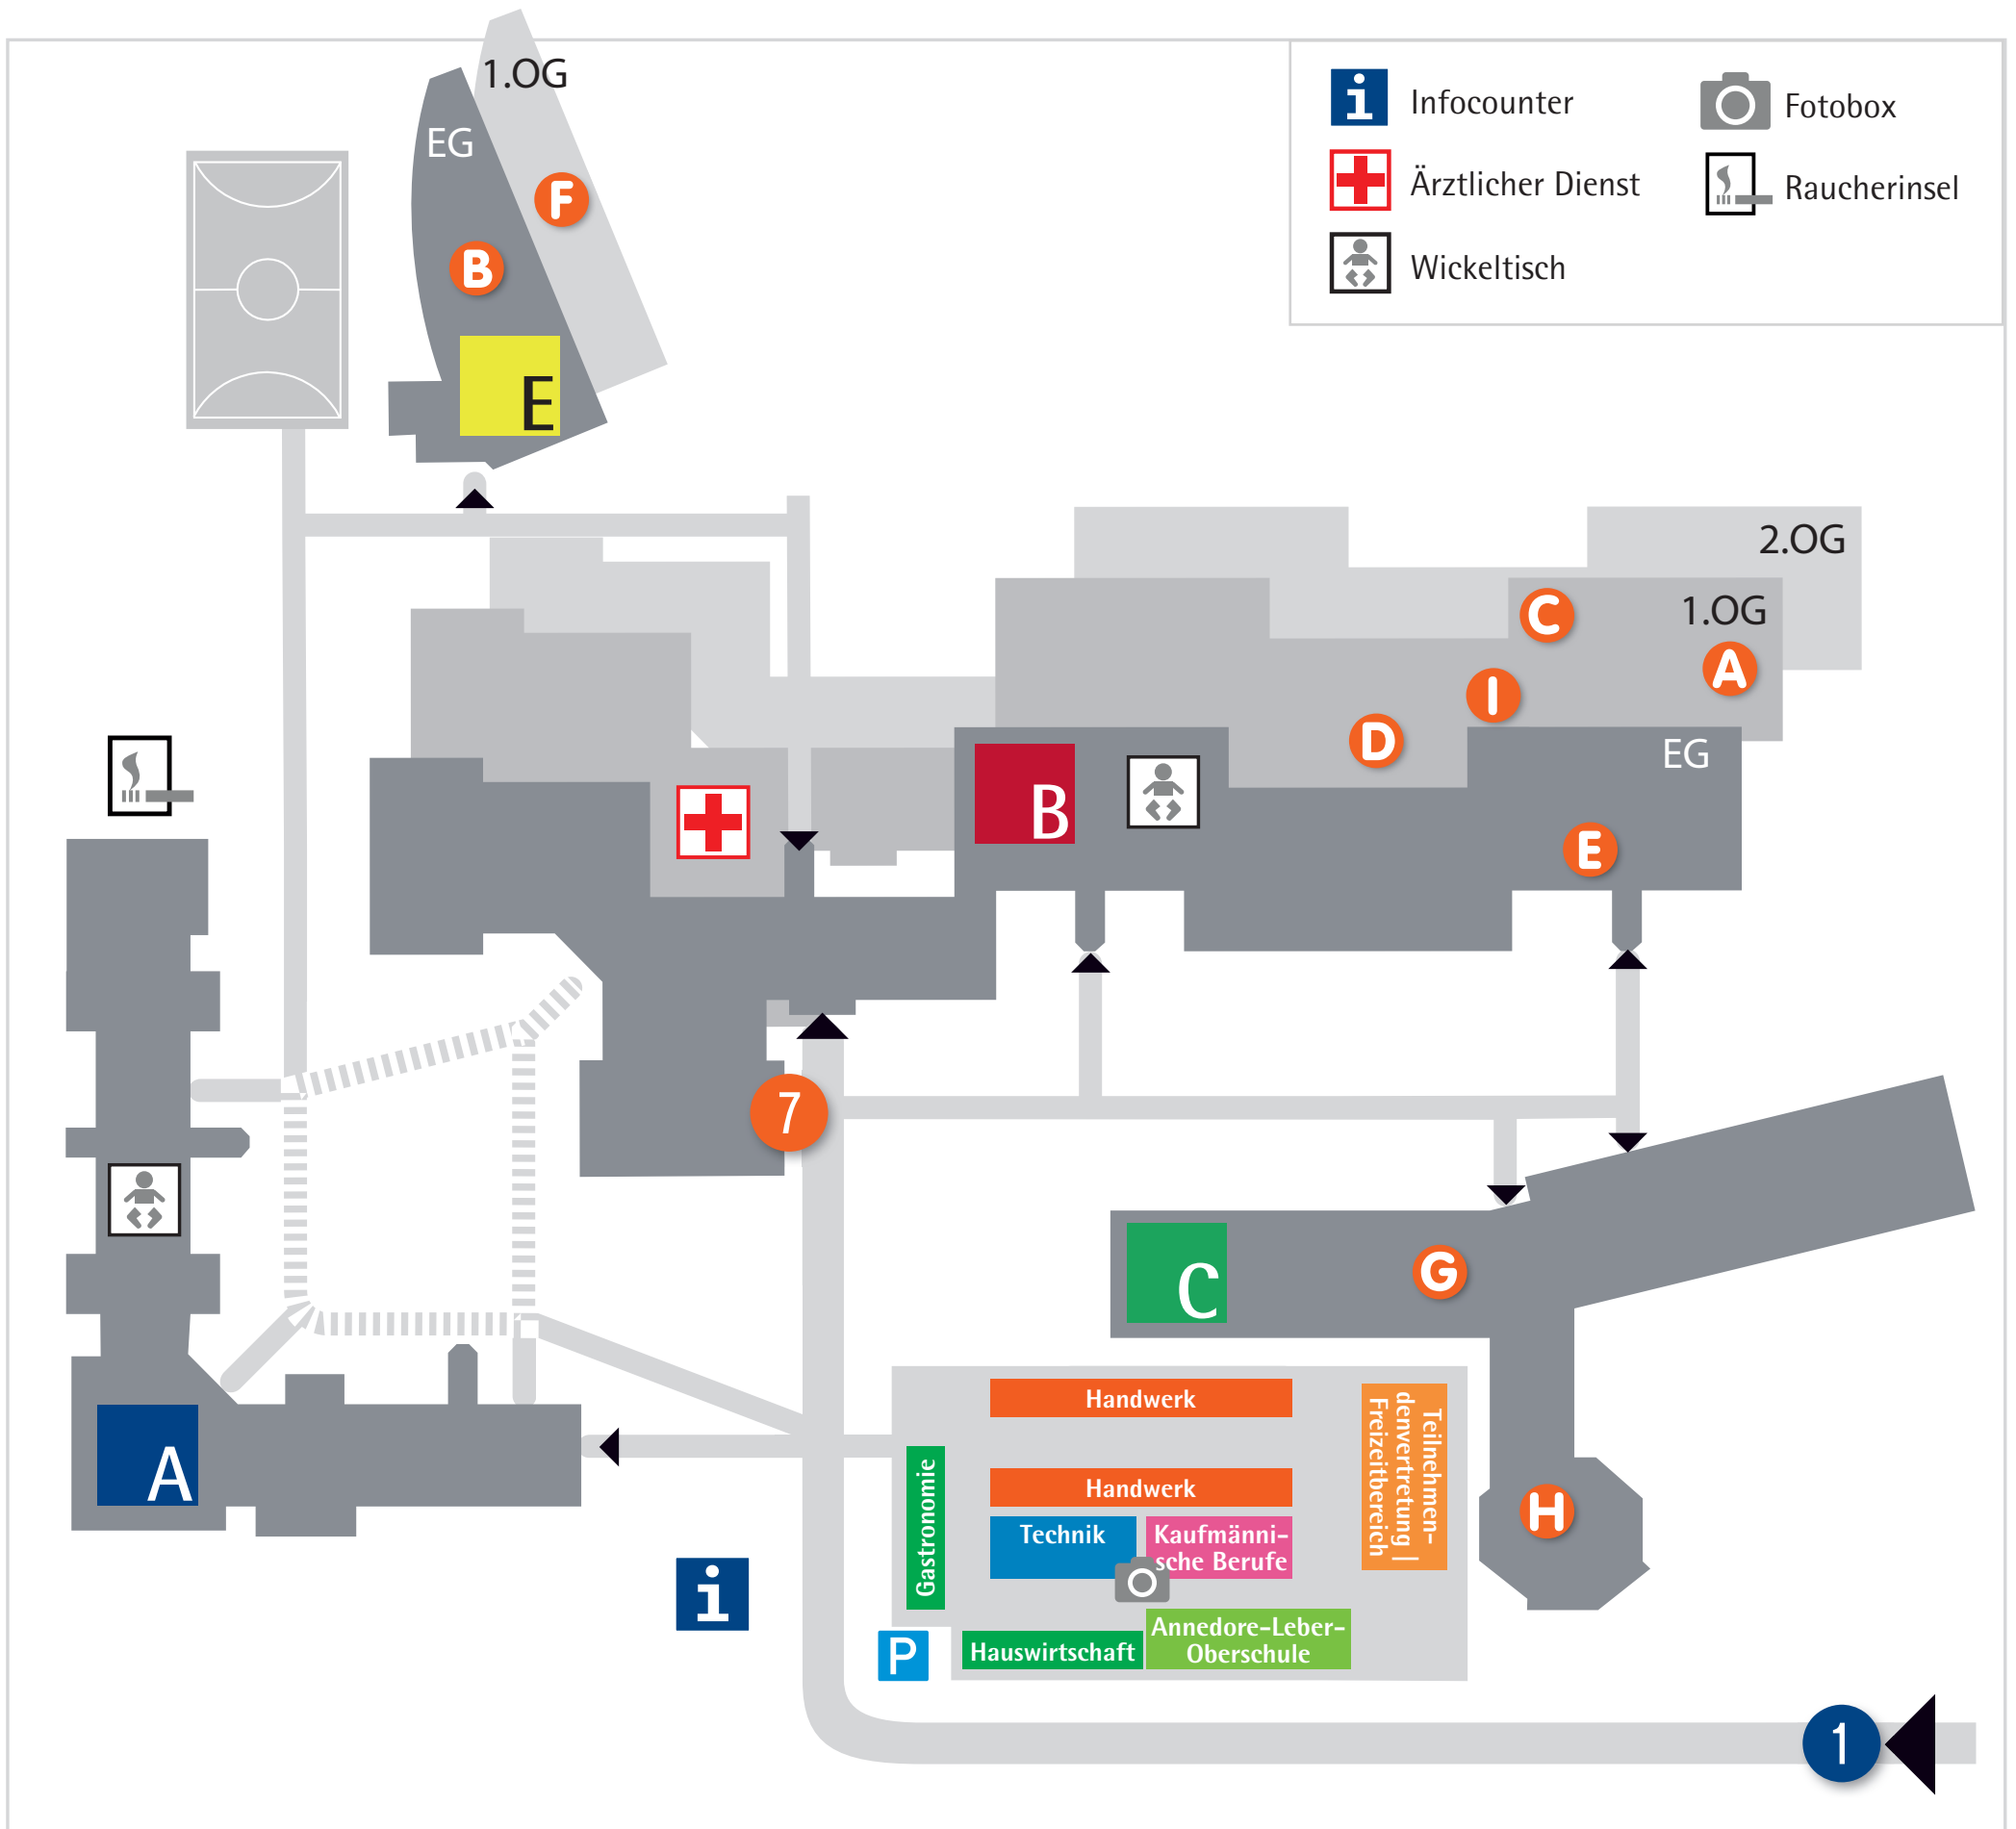 1.OG
EG
F
B
E
Infocounter
Fotobox
Ärztlicher Dienst
Raucherinsel
Wickeltisch
2.OG
1.OG
C
A
I
D
EG
B
E
7
C
G
A
H
Handwerk
Handwerk
Gastronomie
Technik
Kaufmänni-
sche Berufe
Teilnehmen-
denvertretung |
Freizeitbereich
Hauswirtschaft
Annedore-Leber-
Oberschule
i
P
1